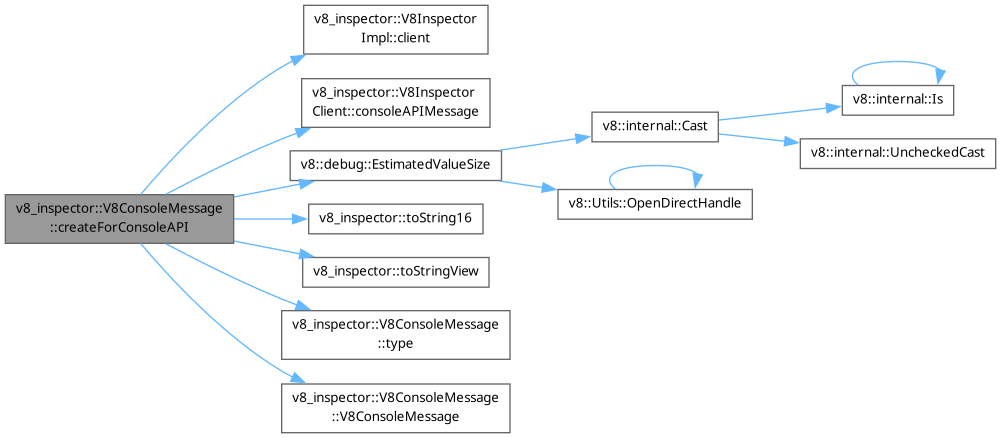 v8_inspector::V8ConsoleMessage
::createForConsoleAPI
v8_inspector::V8Inspector
Impl::client
v8_inspector::V8Inspector
Client::consoleAPIMessage
v8::debug::EstimatedValueSize
v8::internal::Cast
v8::internal::Is
v8::internal::UncheckedCast
v8::Utils::OpenDirectHandle
v8_inspector::toString16
v8_inspector::toStringView
v8_inspector::V8ConsoleMessage
::type
v8_inspector::V8ConsoleMessage
::V8ConsoleMessage